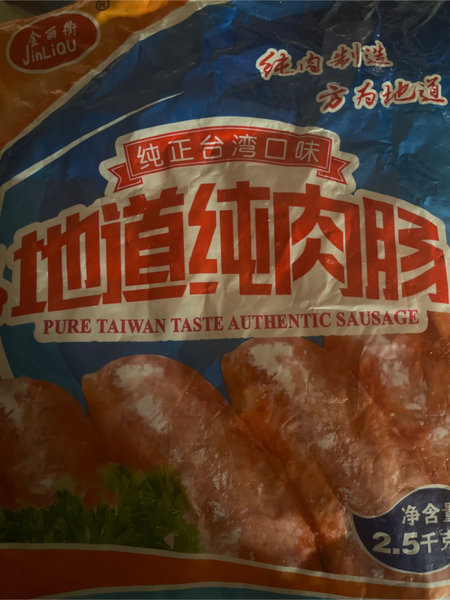 金丽衡
JinLiQU
®
纯肉制造
方为地道
纯正台湾口味
地道纯肉肠
PURE TAIWAN TASTE AUTHENTIC SAUSAGE
净含量
2.5千克